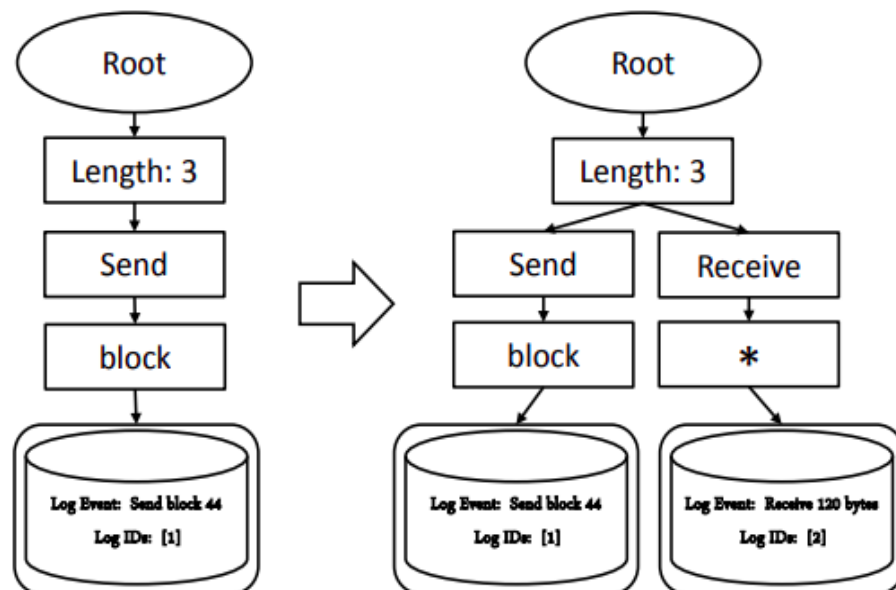 Root
Length: 3
Send
block
Log Event: Send block 44
Log IDs: [1]
Root
Length: 3
Send
Receive
block
*
Log Event: Send block 44
Log IDs: [1]
Log Event: Receive 120 bytes
Log IDs: [2]